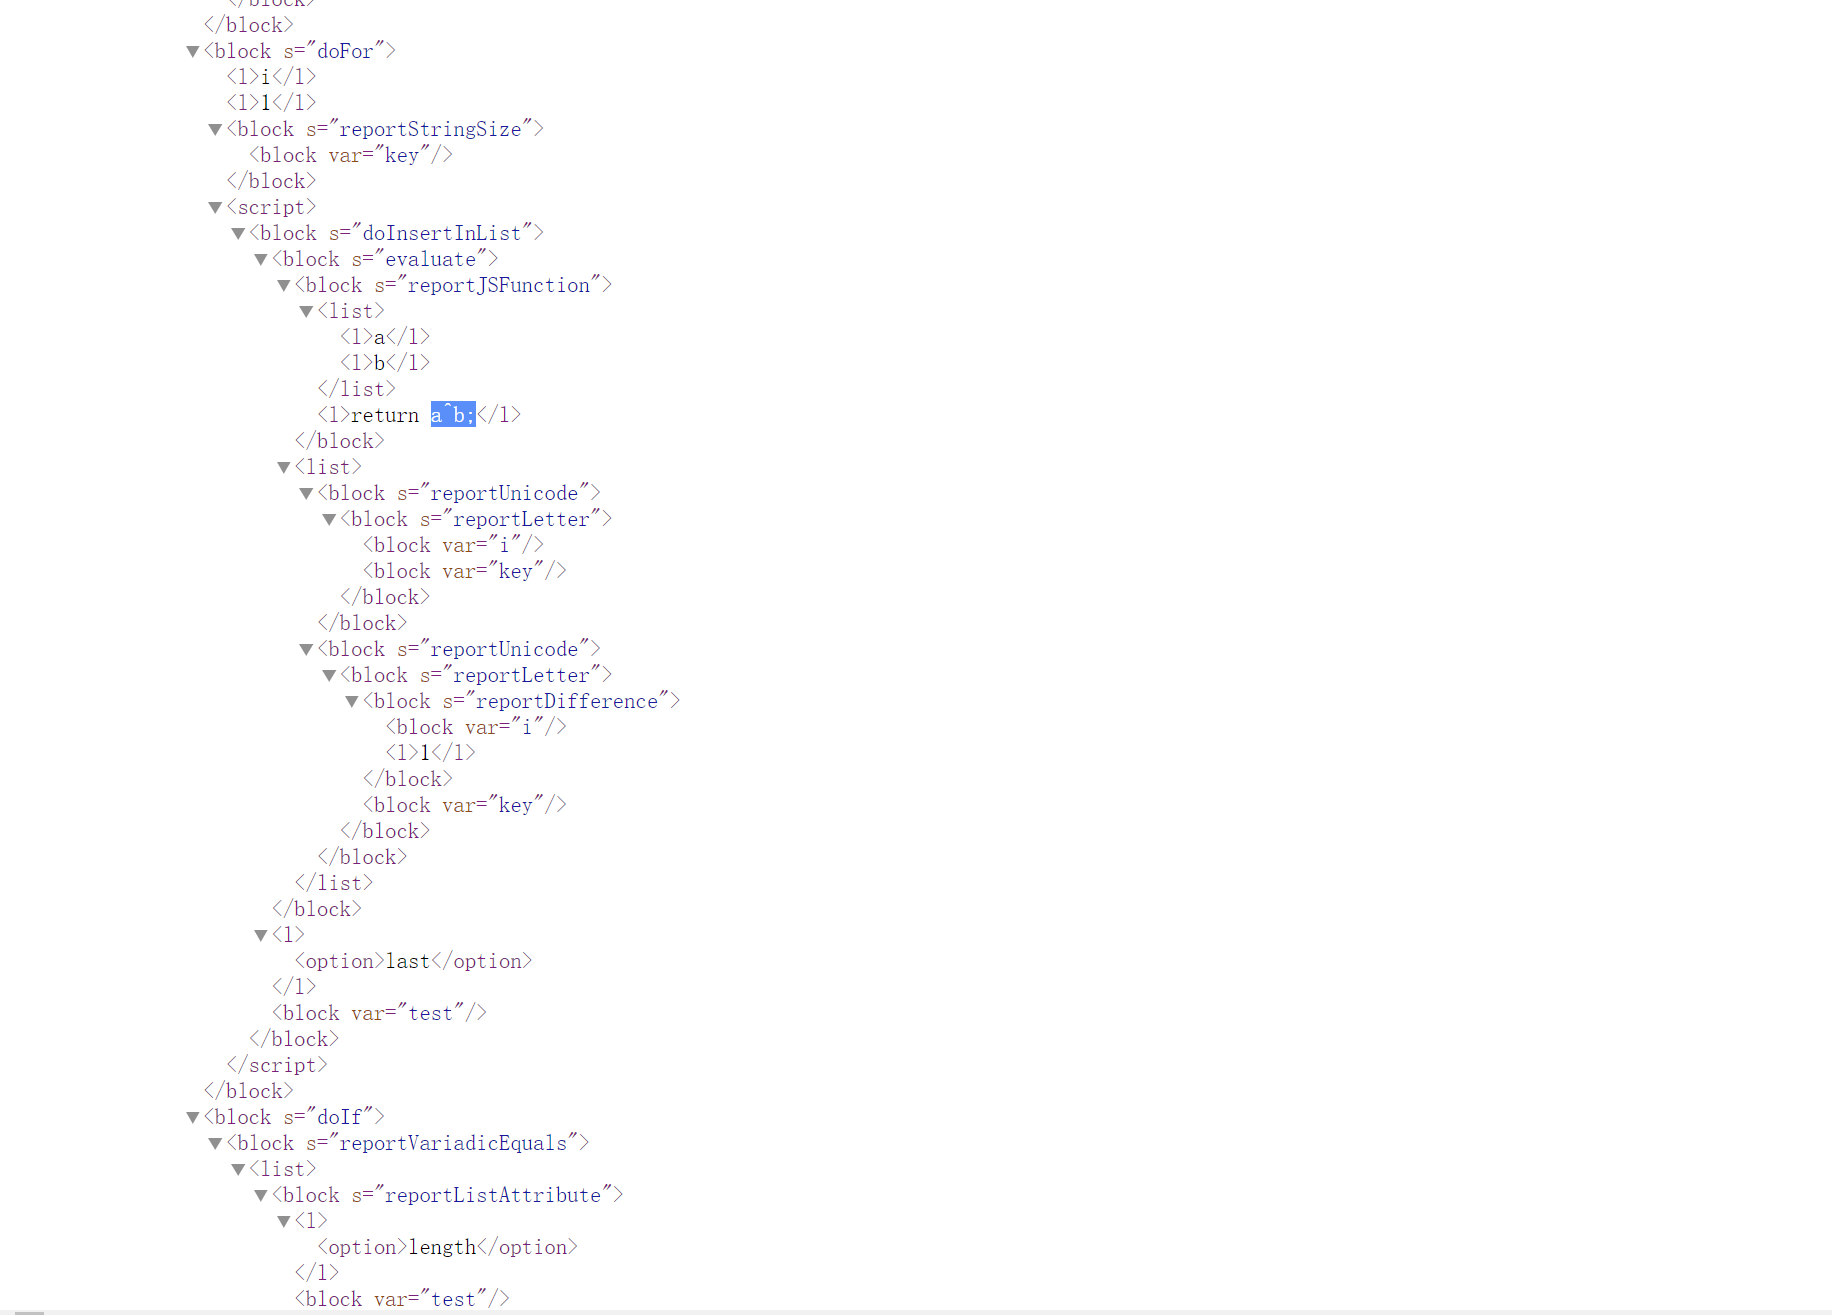 </block>
</block>
▼<block s="doFor">
<l>i</l>
<l>1</l>
▼<block s="reportStringSize">
<block var="key"/>
</block>
▼<script>
▼<block s="doInsertInList">
▼<block s="evaluate">
▼<block s="reportJSFunction">
▼<list>
<l>a</l>
<l>b</l>
</list>
<l>return a^b;</l>
</block>
▼<list>
▼<block s="reportUnicode">
▼<block s="reportLetter">
<block var="i"/>
<block var="key"/>
</block>
</block>
▼<block s="reportUnicode">
▼<block s="reportLetter">
▼<block s="reportDifference">
<block var="i"/>
<l>1</l>
</block>
<block var="key"/>
</block>
</block>
</list>
</block>
▼<l>
<option>last</option>
</l>
<block var="test"/>
</block>
</script>
</block>
▼<block s="doIf">
▼<block s="reportVariadicEquals">
▼<list>
▼<block s="reportListAttribute">
▼<l>
<option>length</option>
</l>
<block var="test"/>